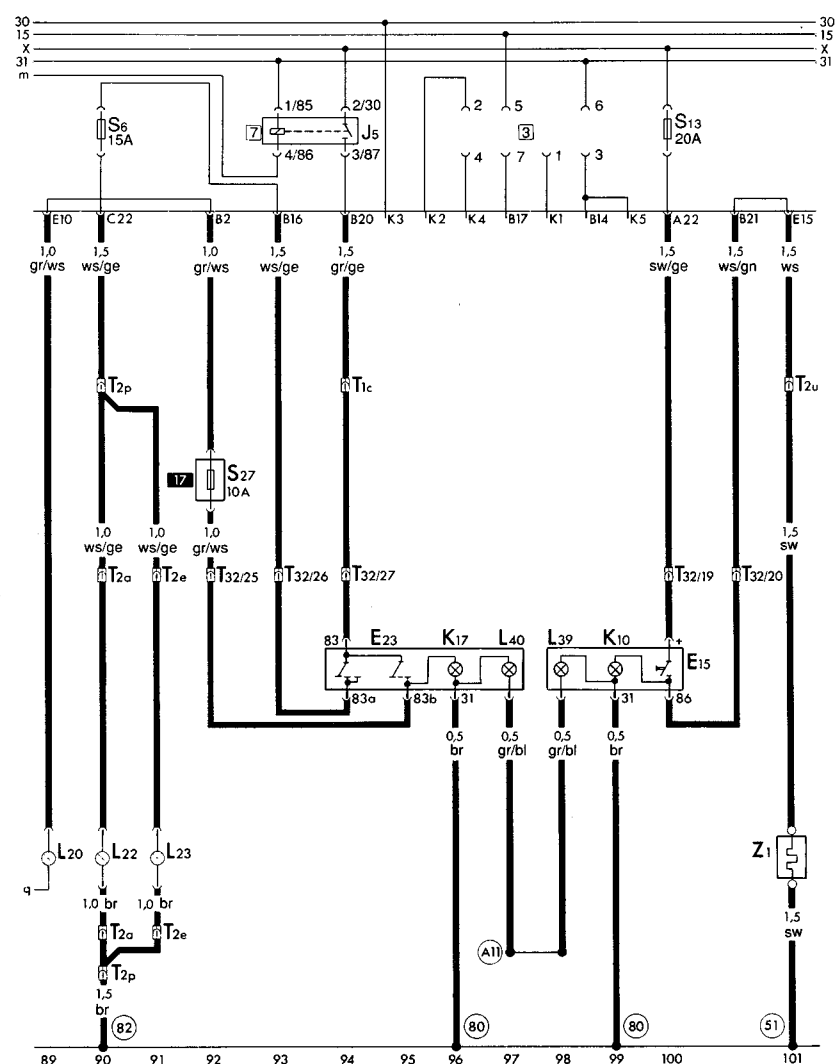 30 30
15 15
X X
31 31
m
1/85 2/30 2 5 6
S6 7 J5 3 S13
15A 20A
4/86 3/87 4 7 1 3
E10 C22 B2 B16 B20 K3 K2 K4 B17 K1 B14 K5 A22 B21 E15
1,0 1,5 1,0 1,5 1,5 1,5 1,5 1,5
gr/ws ws/ge gr/ws ws/ge gr/ge sw/ge ws/gn ws
T2p T1c T2u
17 S27
10A
1,0 1,0 1,0 1,5
ws/ge ws/ge gr/ws sw
T2a T2e T32/25 T32/26 T32/27 T32/19 T32/20
83 E23 K17 L40 L39 K10 +
E15
83a 83b 31 31 86
0,5 0,5 0,5 0,5
br gr/bl gr/bl br
L20 L22 L23 Z1
q
1,0 br 1,0 br
1,5
sw
T2a T2e
A11
T2p
1,5
br
82 80 80 51
89 90 91 92 93 94 95 96 97 98 99 100 101